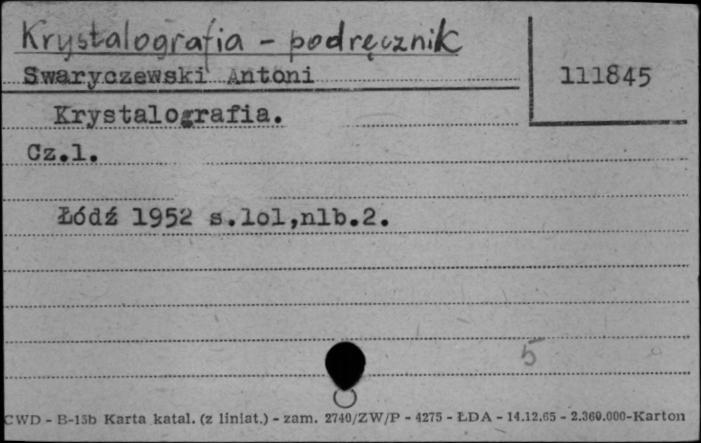 Krystalografia - podręcznik
Swaryczewski Antoni
111845
Krystalografia.
Cz.1.
Łódź 1952 s.lol,nlb.2.
5
CWD - B-15b Karta katal. (z liniat.) - zam. 2740/ZW/P - 4275 - ŁDA - 14.12.65 - 2.360.000-Karton